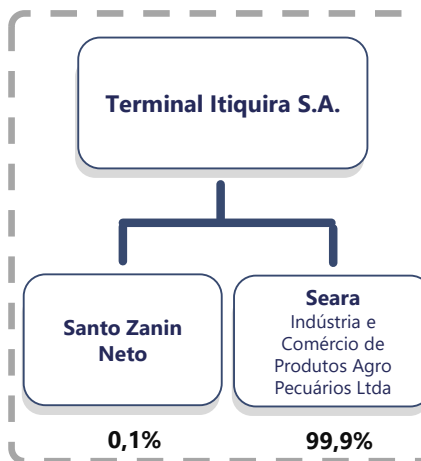 Terminal Itiquira S.A.
Santo Zanin
Neto
Seara
Indústria e
Comércio de
Produtos Agro
Pecuários Ltda
0,1%
99,9%